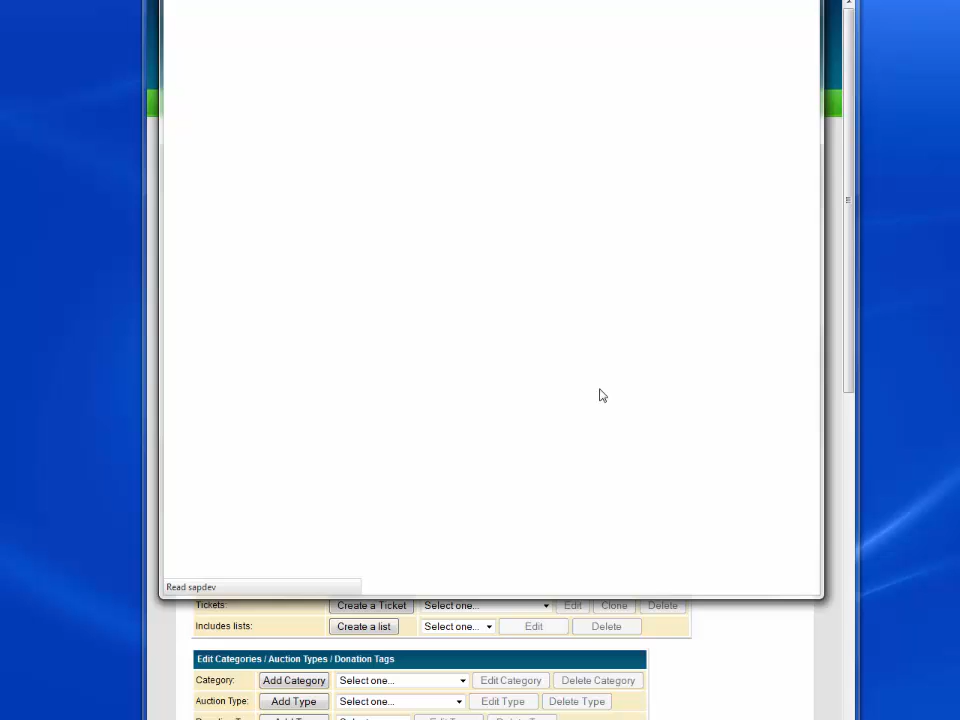 Read sapdev
Tickets: Create a Ticket Select one... Edit Clone Delete
Includes lists: Create a list Select one... Edit Delete
Edit Categories / Auction Types / Donation Tags
Category: Add Category Select one... Edit Category Delete Category
Auction Type: Add Type Select one... Edit Type Delete Type